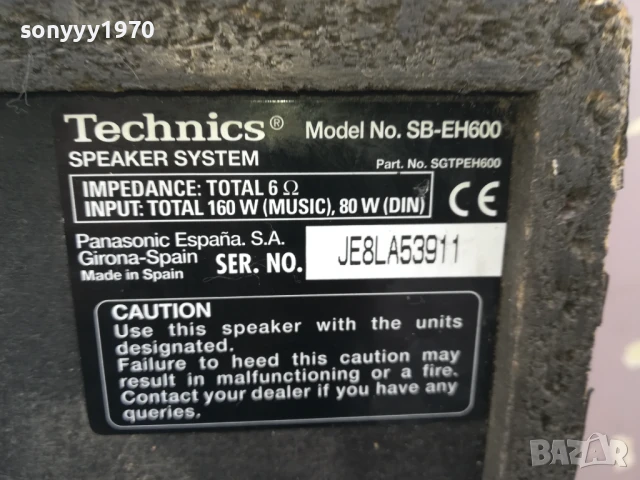 sonyyy1970
Technics® Model No. SB-EH600
SPEAKER SYSTEM Part. No. SGTPEH600
IMPEDANCE: TOTAL 6 Ω
INPUT: TOTAL 160 W (MUSIC), 80 W (DIN)
CE
Panasonic España. S.A.
Girona-Spain
Made in Spain
SER. NO. JE8LA53911
CAUTION
Use this speaker with the units
designated.
Failure to heed this caution may
result in malfunctioning or a fire.
Contact your dealer if you have any
queries.
BAZAR